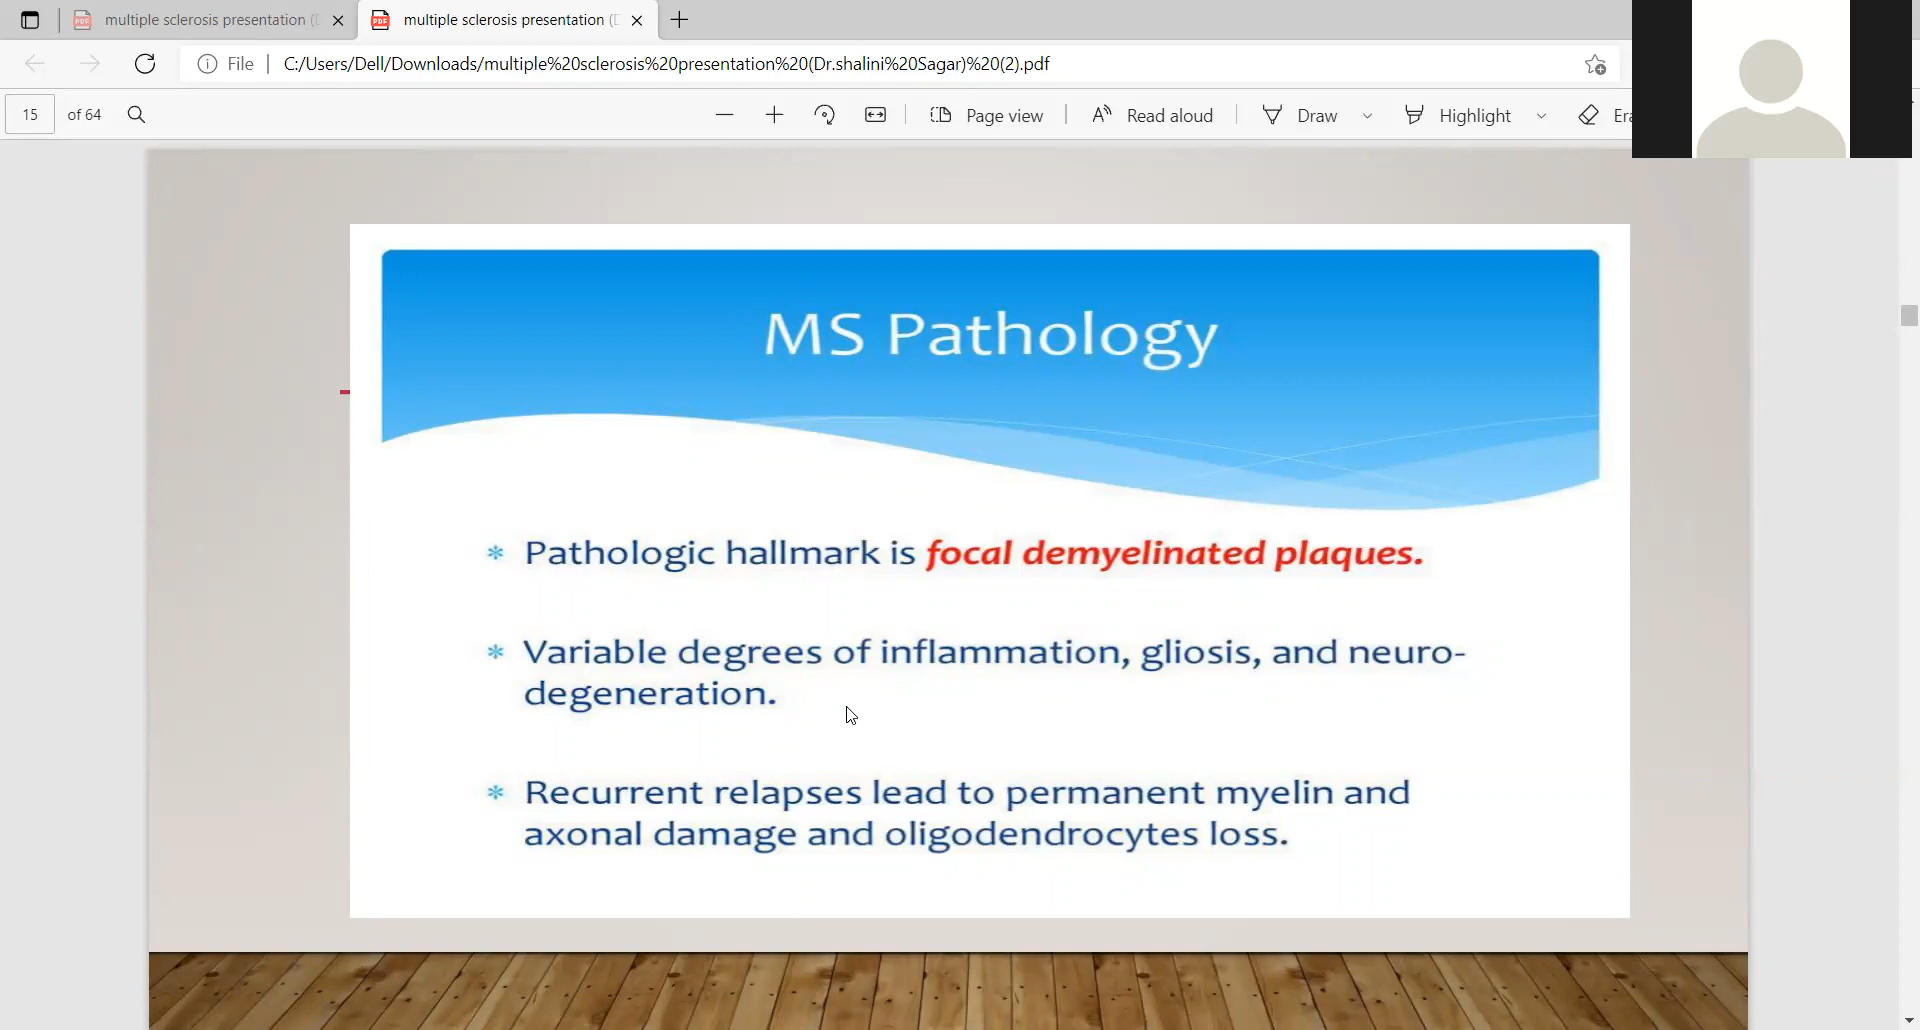 multiple sclerosis presentation (
multiple sclerosis presentation (D
File
C:/Users/Dell/Downloads/multiple%20sclerosis%20presentation%20(Dr.shalini%20Sagar)%20(2).pdf
15 of 64
Page view
Read aloud
Draw
Highlight
Era
MS Pathology
* Pathologic hallmark is focal demyelinated plaques.
* Variable degrees of inflammation, gliosis, and neuro-
degeneration.
* Recurrent relapses lead to permanent myelin and
axonal damage and oligodendrocytes loss.